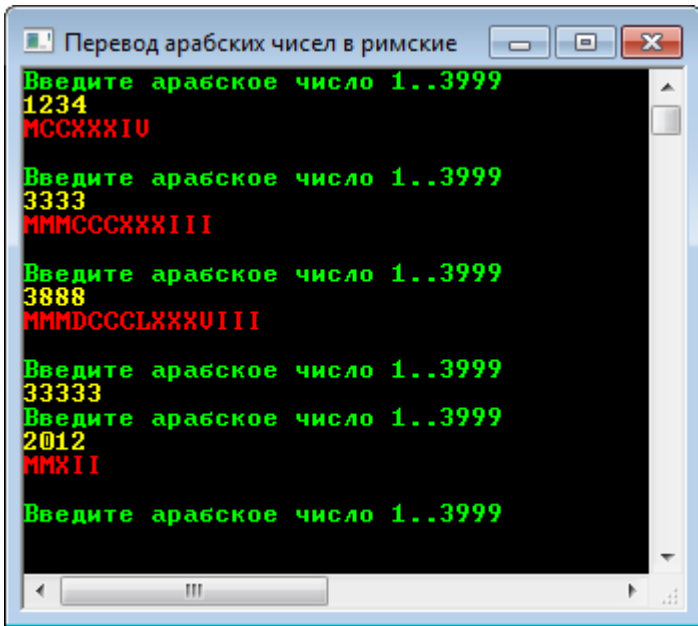 Перевод арабских чисел в римские
Введите арабское число 1..3999
1234
MCCXXXIV
Введите арабское число 1..3999
3333
MMMCCCXXXIII
Введите арабское число 1..3999
3888
MMMDCCCLXXXVIII
Введите арабское число 1..3999
33333
Введите арабское число 1..3999
2012
MMXII
Введите арабское число 1..3999